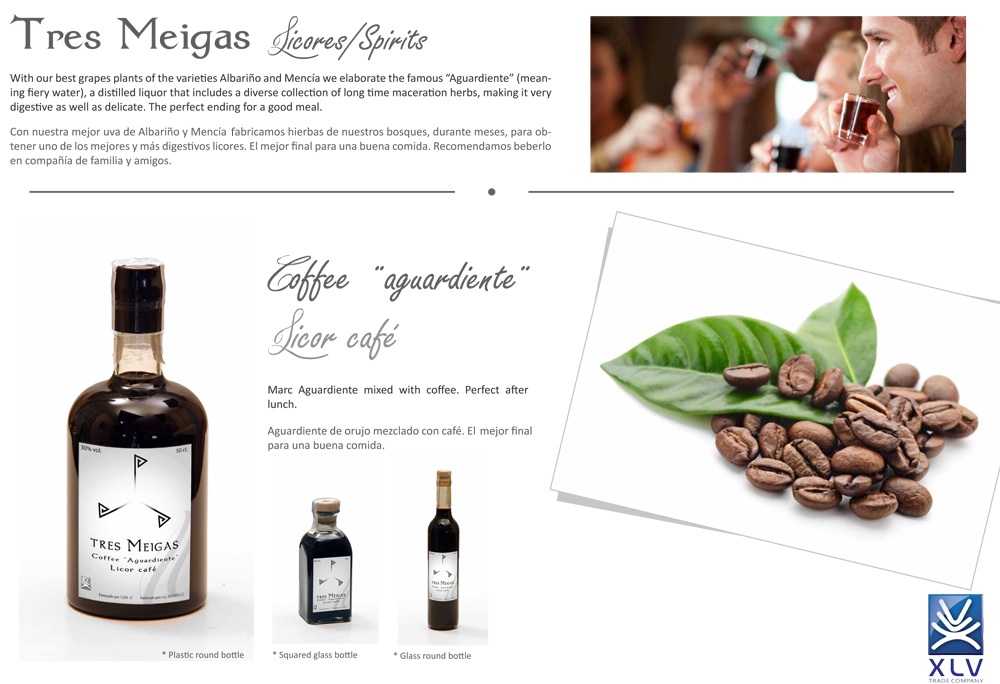 Tres Meigas Licores/Spirits
With our best grapes plants of the varieties Albariño and Mencía we elaborate the famous “Aguardiente” (mean-
ing fiery water), a distilled liquor that includes a diverse collection of long time maceration herbs, making it very
digestive as well as delicate. The perfect ending for a good meal.
Con nuestra mejor uva de Albariño y Mencía fabricamos hierbas de nuestros bosques, durante meses, para ob-
tener uno de los mejores y más digestivos licores. El mejor final para una buena comida. Recomendamos beberlo
en compañía de familia y amigos.
Coffee "aguardiente"
Licor café
Marc Aguardiente mixed with coffee. Perfect after
lunch.
Aguardiente de orujo mezclado con café. El mejor final
para una buena comida.
30% vol. 50 cl.
Tres Meigas
Coffee "Aguardiente"
Licor café
* Plastic round bottle
Tres Meigas
* Squared glass bottle
Tres Meigas
* Glass round bottle
XLV
TRADE COMPANY